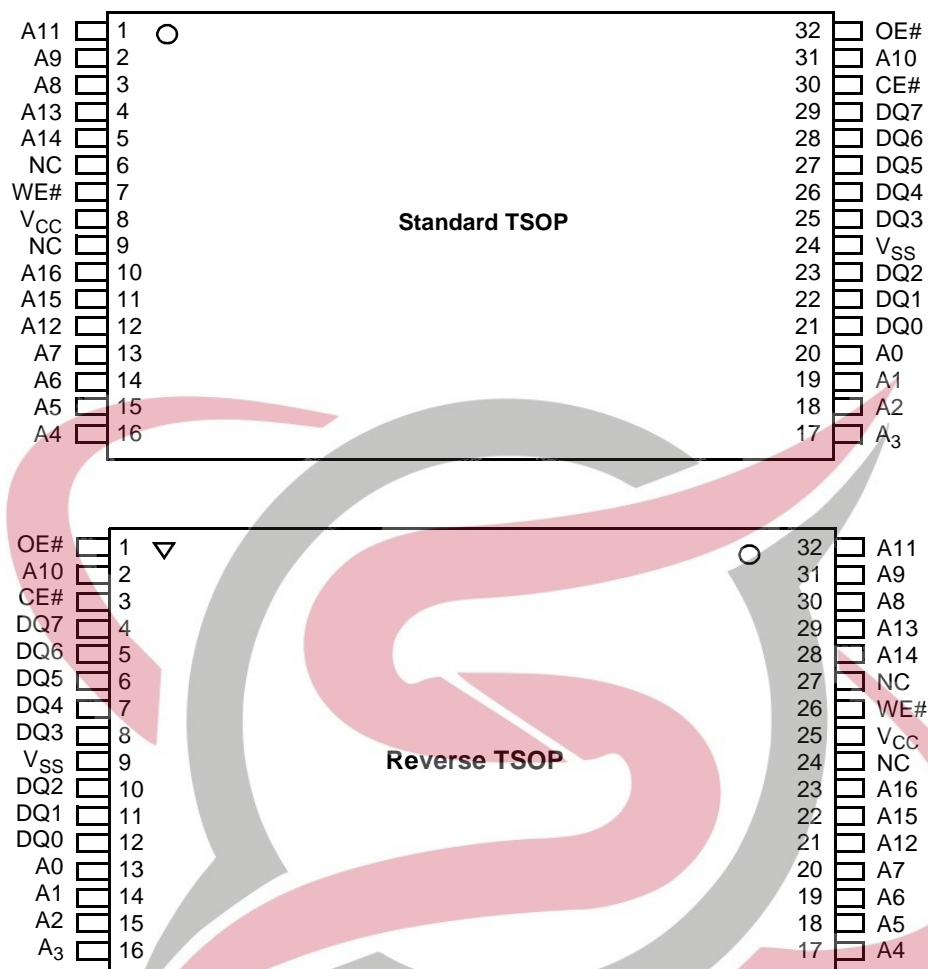 A11 1 32 OE#
A9 2 31 A10
A8 3 30 CE#
A13 4 29 DQ7
A14 5 28 DQ6
NC 6 27 DQ5
WE# 7 26 DQ4
VCC 8 Standard TSOP 25 DQ3
NC 9 24 VSS
A16 10 23 DQ2
A15 11 22 DQ1
A12 12 21 DQ0
A7 13 20 A0
A6 14 19 A1
A5 15 18 A2
A4 16 17 A3
OE# 1 32 A11
A10 2 31 A9
CE# 3 30 A8
DQ7 4 29 A13
DQ6 5 28 A14
DQ5 6 27 NC
DQ4 7 26 WE#
DQ3 8 25 VCC
VSS 9 Reverse TSOP 24 NC
DQ2 10 23 A16
DQ1 11 22 A15
DQ0 12 21 A12
A0 13 20 A7
A1 14 19 A6
A2 15 18 A5
A3 16 17 A4